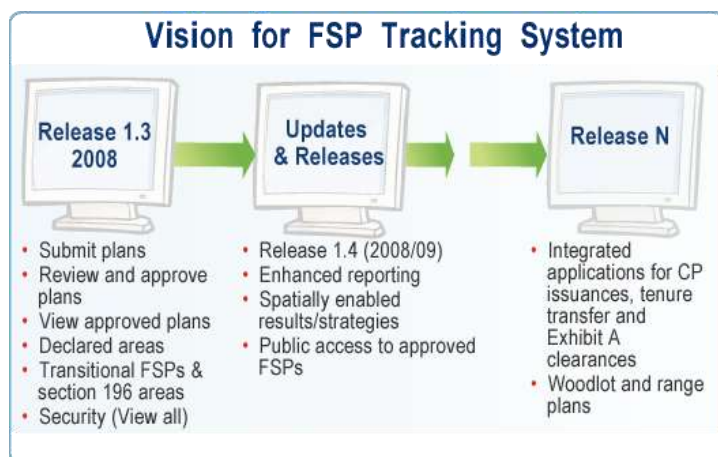 Vision for FSP Tracking System
Release 1.3
2008
Updates
& Releases
Release N
• Submit plans
• Review and approve
plans
• View approved plans
• Declared areas
• Transitional FSPs &
section 196 areas
• Security (View all)
• Release 1.4 (2008/09)
• Enhanced reporting
• Spatially enabled
results/strategies
• Public access to approved
FSPs
• Integrated
applications for CP
issuances, tenure
transfer and
Exhibit A
clearances
• Woodlot and range
plans